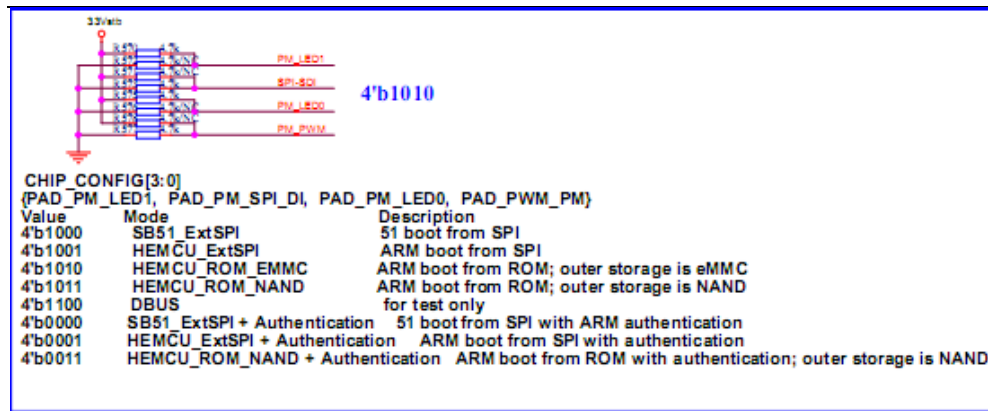 3.3Vstb
PM_LED1
SPI-SDI
4'b1010
PM_LED0
PM_PWM
CHIP_CONFIG[3:0]
{PAD_PM_LED1, PAD_PM_SPI_DI, PAD_PM_LED0, PAD_PWM_PM}
Value Mode Description
4'b1000 SB51_ExtSPI 51 boot from SPI
4'b1001 HEMCU_ExtSPI ARM boot from SPI
4'b1010 HEMCU_ROM_EMMC ARM boot from ROM; outer storage is eMMC
4'b1011 HEMCU_ROM_NAND ARM boot from ROM; outer storage is NAND
4'b1100 DBUS for test only
4'b0000 SB51_ExtSPI + Authentication 51 boot from SPI with ARM authentication
4'b0001 HEMCU_ExtSPI + Authentication ARM boot from SPI with authentication
4'b0011 HEMCU_ROM_NAND + Authentication ARM boot from ROM with authentication; outer storage is NAND